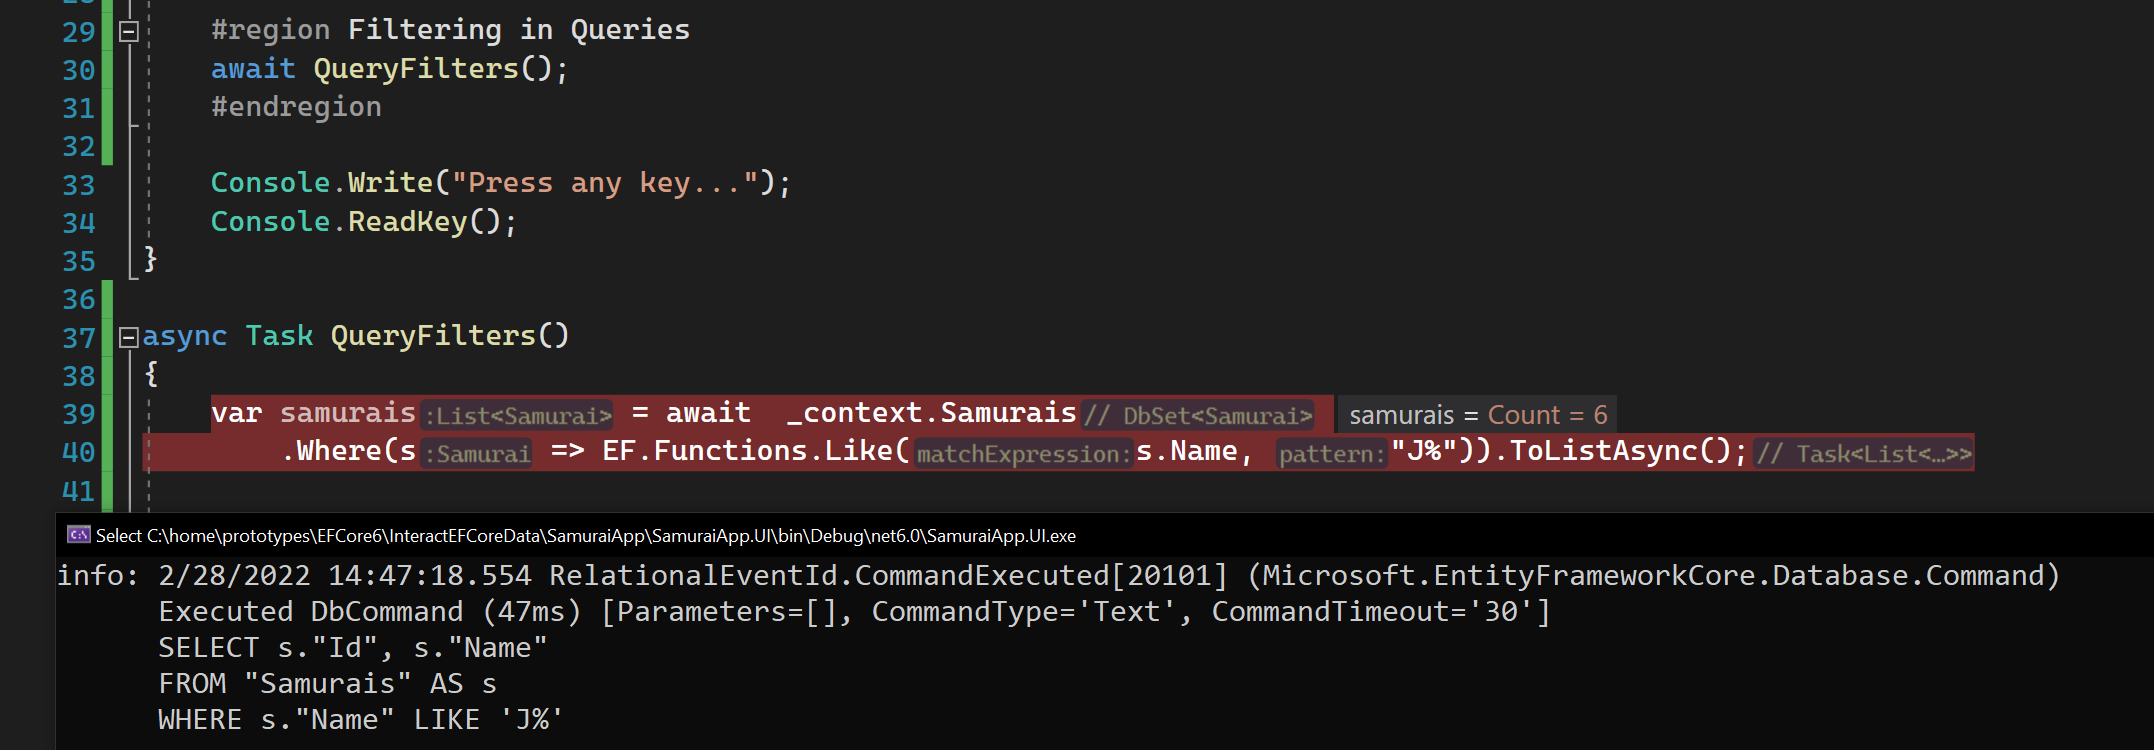 29 #region Filtering in Queries
30 await QueryFilters();
31 #endregion
32
33 Console.Write("Press any key...");
34 Console.ReadKey();
35 }
36
37 async Task QueryFilters()
38 {
39 var samurais :List<Samurai> = await  _context.Samurais // DbSet<Samurai> samurais = Count = 6
40 .Where(s :Samurai => EF.Functions.Like( matchExpression: s.Name, pattern: "J%")).ToListAsync(); // Task<List<…>>
41
Select C:\home\prototypes\EFCore6\InteractEFCoreData\SamuraiApp\SamuraiApp.UI\bin\Debug\net6.0\SamuraiApp.UI.exe
info: 2/28/2022 14:47:18.554 RelationalEventId.CommandExecuted[20101] (Microsoft.EntityFrameworkCore.Database.Command)
Executed DbCommand (47ms) [Parameters=[], CommandType='Text', CommandTimeout='30']
SELECT s."Id", s."Name"
FROM "Samurais" AS s
WHERE s."Name" LIKE 'J%'